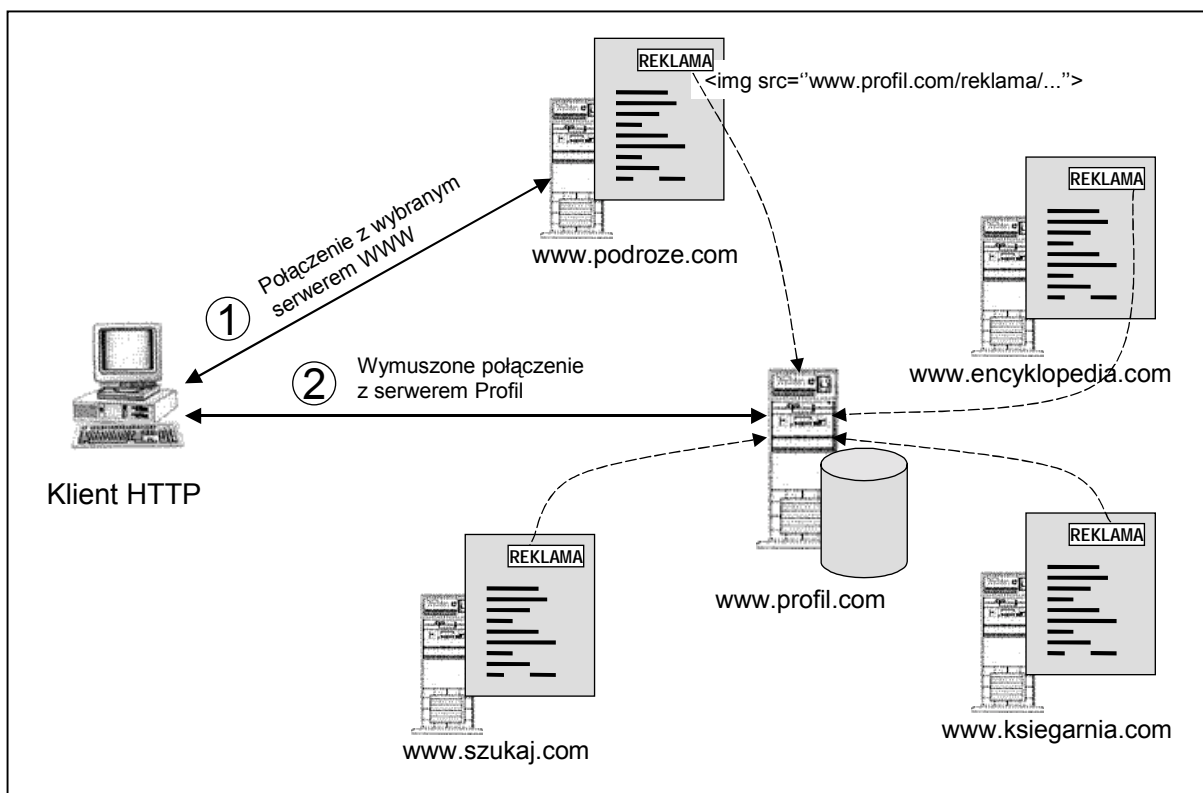 REKLAMA
<img src=‘‘www.profil.com/reklama/...’’>
www.podroze.com
REKLAMA
www.encyklopedia.com
1
Połączenie z wybranym
serwerem WWW
2
Wymuszone połączenie
z serwerem Profil
Klient HTTP
www.profil.com
REKLAMA
www.szukaj.com
REKLAMA
www.ksiegarnia.com